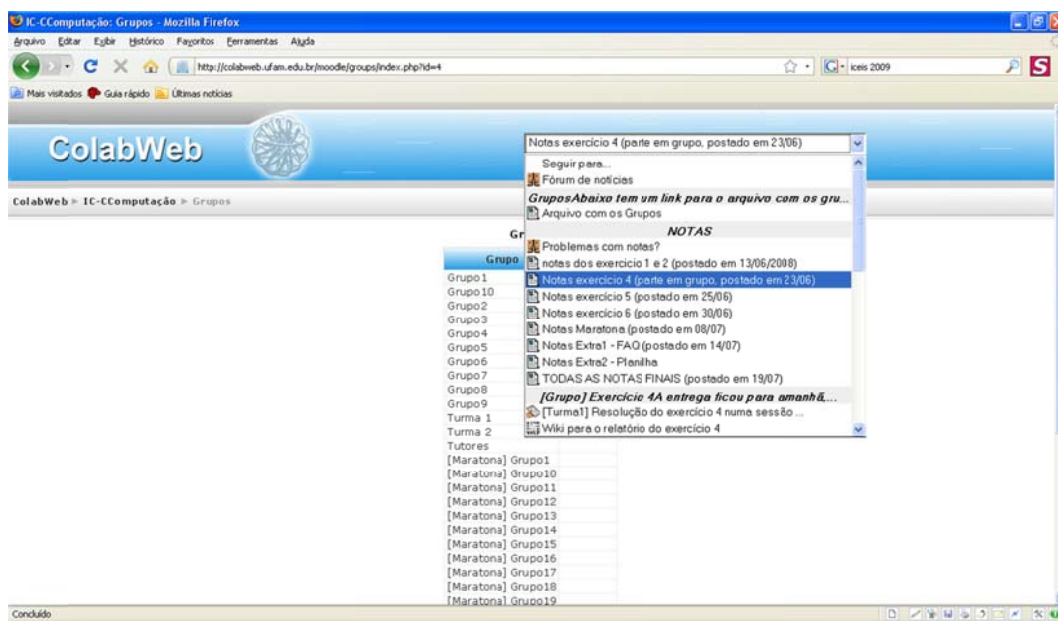 IC-CComputação: Grupos - Mozilla Firefox
Arquivo Editar Exibir Histórico Favoritos Ferramentas Ajuda
http://colabweb.ufam.edu.br/moodle/groups/index.php?id=4
iceis 2009
Mais visitados Guia rápido Últimas notícias
ColabWeb
Notas exercício 4 (parte em grupo, postado em 23/06)
Seguir para...
Fórum de notícias
GruposAbaixo tem um link para o arquivo com os gru...
Arquivo com os Grupos
NOTAS
Problemas com notas?
notas dos exercicio 1 e 2 (postado em 13/06/2008)
Notas exercício 4 (parte em grupo, postado em 23/06)
Notas exercício 5 (postado em 25/06)
Notas exercício 6 (postado em 30/06)
Notas Maratona (postado em 08/07)
Notas Extra1 - FAQ (postado em 14/07)
Notas Extra2 - Planilha
TODAS AS NOTAS FINAIS (postado em 19/07)
[Grupo] Exercício 4A entrega ficou para amanhã,...
[Turma1] Resolução do exercício 4 numa sessão ...
Wiki para o relatório do exercício 4
ColabWeb ► IC-CComputação ► Grupos
Gr
Grupo
Grupo1
Grupo10
Grupo2
Grupo3
Grupo4
Grupo5
Grupo6
Grupo7
Grupo8
Grupo9
Turma 1
Turma 2
Tutores
[Maratona] Grupo1
[Maratona] Grupo10
[Maratona] Grupo11
[Maratona] Grupo12
[Maratona] Grupo13
[Maratona] Grupo14
[Maratona] Grupo15
[Maratona] Grupo16
[Maratona] Grupo17
[Maratona] Grupo18
[Maratona] Grupo19
Concluído